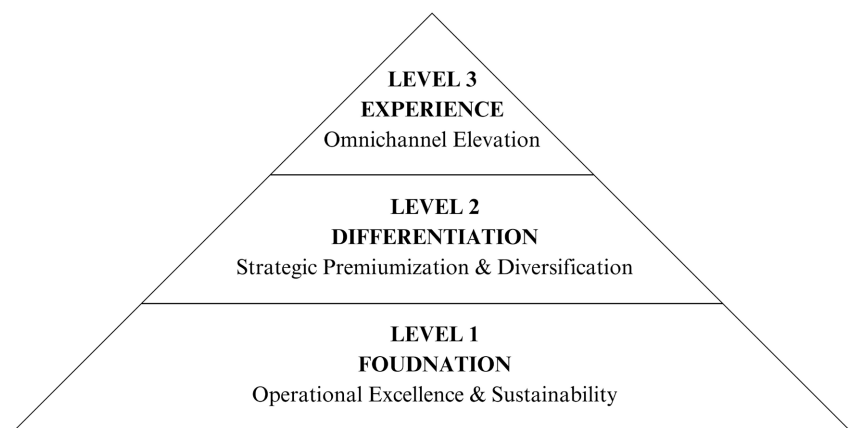 LEVEL 3
EXPERIENCE
Omnichannel Elevation
LEVEL 2
DIFFERENTIATION
Strategic Premiumization & Diversification
LEVEL 1
FOUDNATION
Operational Excellence & Sustainability